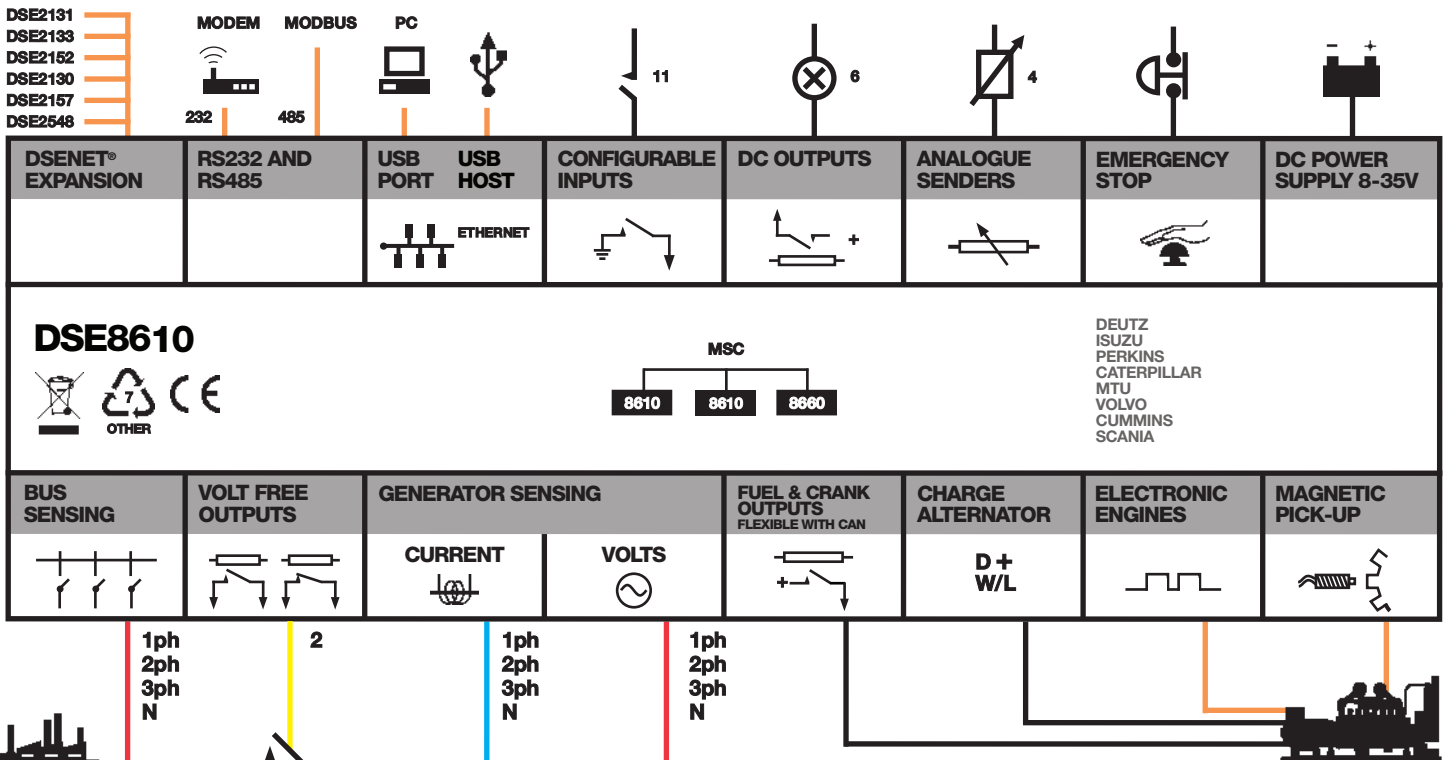 DSE2131
DSE2133
DSE2152
DSE2130
DSE2157
DSE2548
MODEM
MODBUS
PC
232
485
11
6
4
- +
DSENET®
EXPANSION
RS232 AND
RS485
USB
PORT
USB
HOST
CONFIGURABLE
INPUTS
DC OUTPUTS
ANALOGUE
SENDERS
EMERGENCY
STOP
DC POWER
SUPPLY 8-35V
ETHERNET
+
DSE8610
7
OTHER
CE
MSC
8610
8610
8660
DEUTZ
ISUZU
PERKINS
CATERPILLAR
MTU
VOLVO
CUMMINS
SCANIA
BUS
SENSING
VOLT FREE
OUTPUTS
GENERATOR SENSING
FUEL & CRANK
OUTPUTS
FLEXIBLE WITH CAN
CHARGE
ALTERNATOR
ELECTRONIC
ENGINES
MAGNETIC
PICK-UP
CURRENT
VOLTS
+
D+
W/L
1ph
2ph
3ph
N
2
1ph
2ph
3ph
N
1ph
2ph
3ph
N